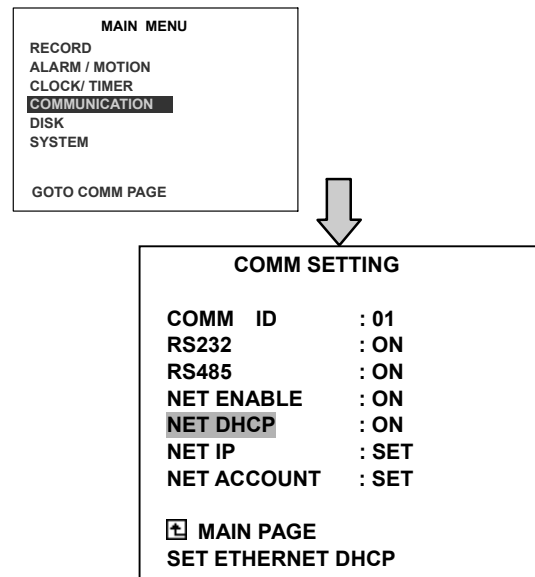 MAIN MENU
RECORD
ALARM / MOTION
CLOCK/ TIMER
COMMUNICATION
DISK
SYSTEM
GOTO COMM PAGE
COMM SETTING
COMM ID : 01
RS232 : ON
RS485 : ON
NET ENABLE : ON
NET DHCP : ON
NET IP : SET
NET ACCOUNT : SET
MAIN PAGE
SET ETHERNET DHCP